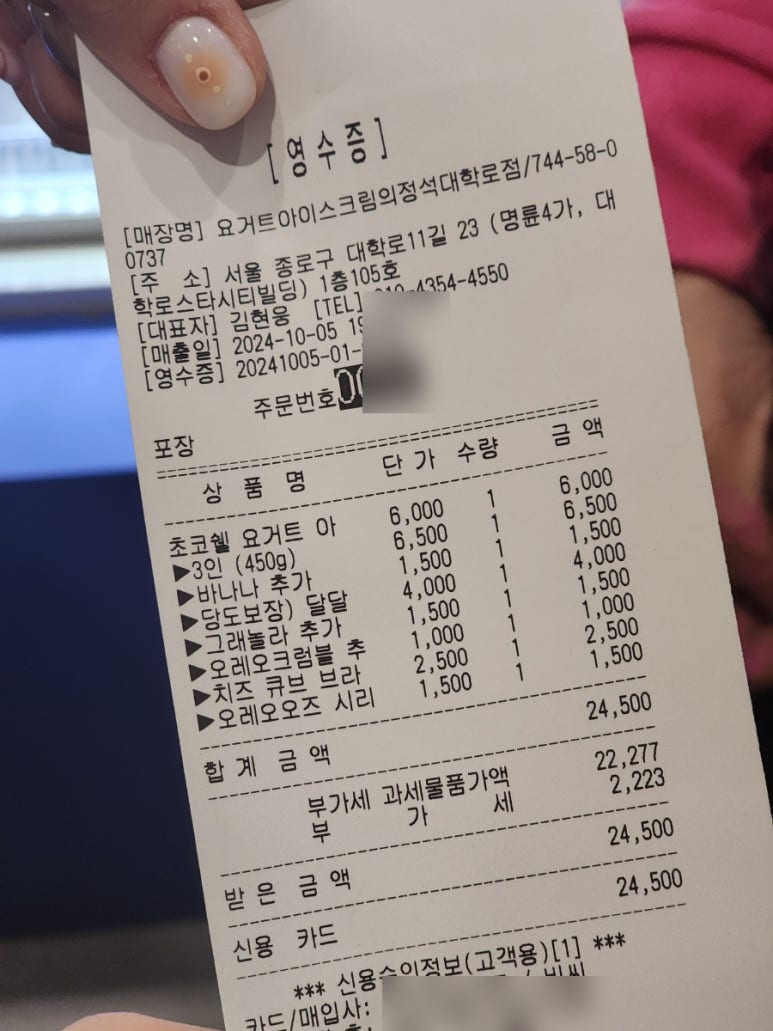 [영수증]
[매장명] 요거트아이스크림의정석대학로점/744-58-0
0737
[주 소] 서울 종로구 대학로11길 23 (명륜4가, 대
학로스타시티빌딩) 1층105호
[대표자] 김현웅 [TEL] 010-4354-4550
[매출일] 2024-10-05 19
[영수증] 20241005-01-
주문번호
포장
상 품 명 단 가 수량 금 액
초코쉘 요거트 아 6,000 1 6,000
▶3인 (450g) 6,500 1 6,500
▶바나나 추가 1,500 1 1,500
▶당도보장) 달달 4,000 1 4,000
▶그래놀라 추가 1,500 1 1,500
▶오레오크럼블 추 1,000 1 1,000
▶치즈 큐브 브라 2,500 1 2,500
▶오레오오즈 시리 1,500 1 1,500
합 계 금 액 24,500
부가세 과세물품가액 22,277
부 가 세 2,223
받 은 금 액 24,500
신용 카드 24,500
*** 신용승인정보(고객용)[1] ***
카드/매입사: